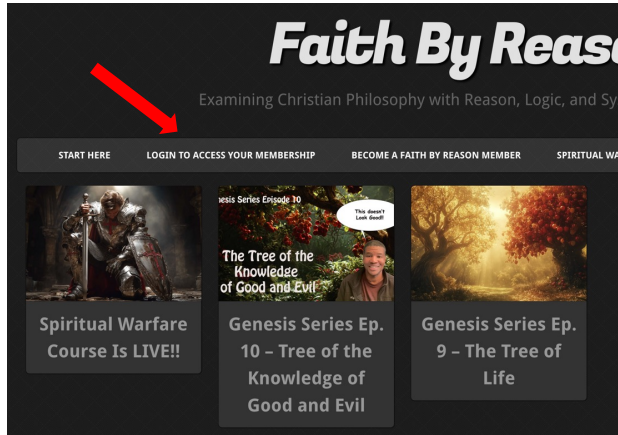 Faith By Reas
Examining Christian Philosophy with Reason, Logic, and Sy
START HERE
LOGIN TO ACCESS YOUR MEMBERSHIP
BECOME A FAITH BY REASON MEMBER
SPIRITUAL WA
nesis Series Episode 10
This doesn't
Look Good!!
The Tree of the
Knowledge
of Good and Evil
Spiritual Warfare
Course Is LIVE!!
Genesis Series Ep.
10 – Tree of the
Knowledge of
Good and Evil
Genesis Series Ep.
9 – The Tree of
Life